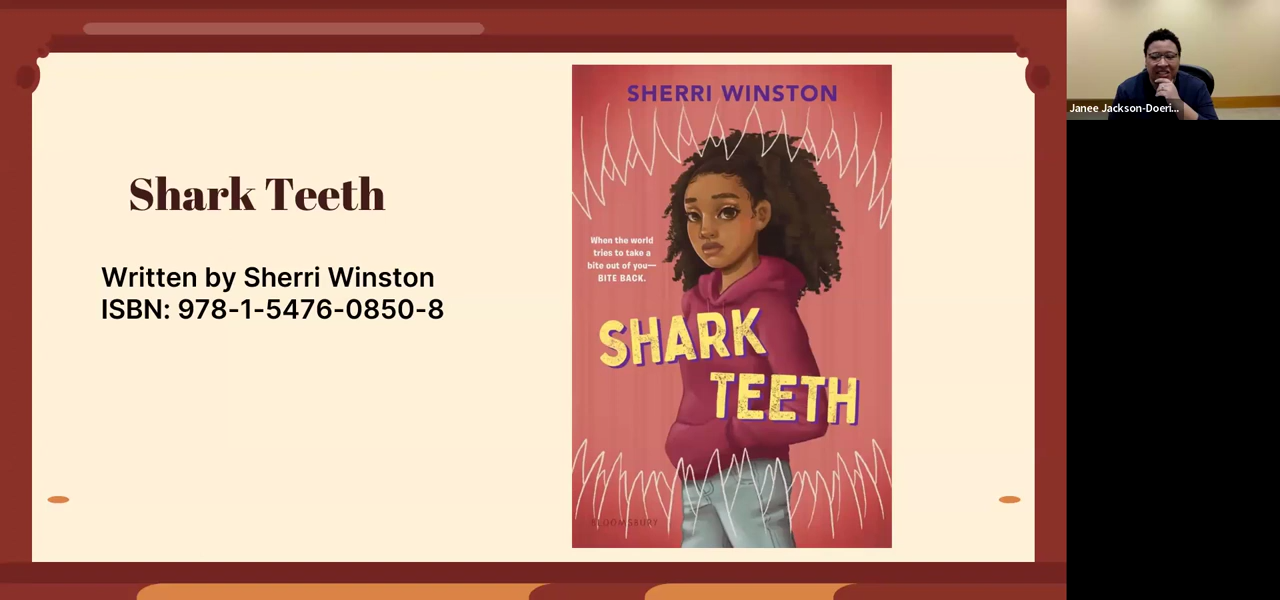 Shark Teeth
Written by Sherri Winston
ISBN: 978-1-5476-0850-8
SHERRI WINSTON
When the world
tries to take a
bite out of you—
BITE BACK.
SHARK
TEETH
BLOOMSBURY
Janee Jackson-Doeri...